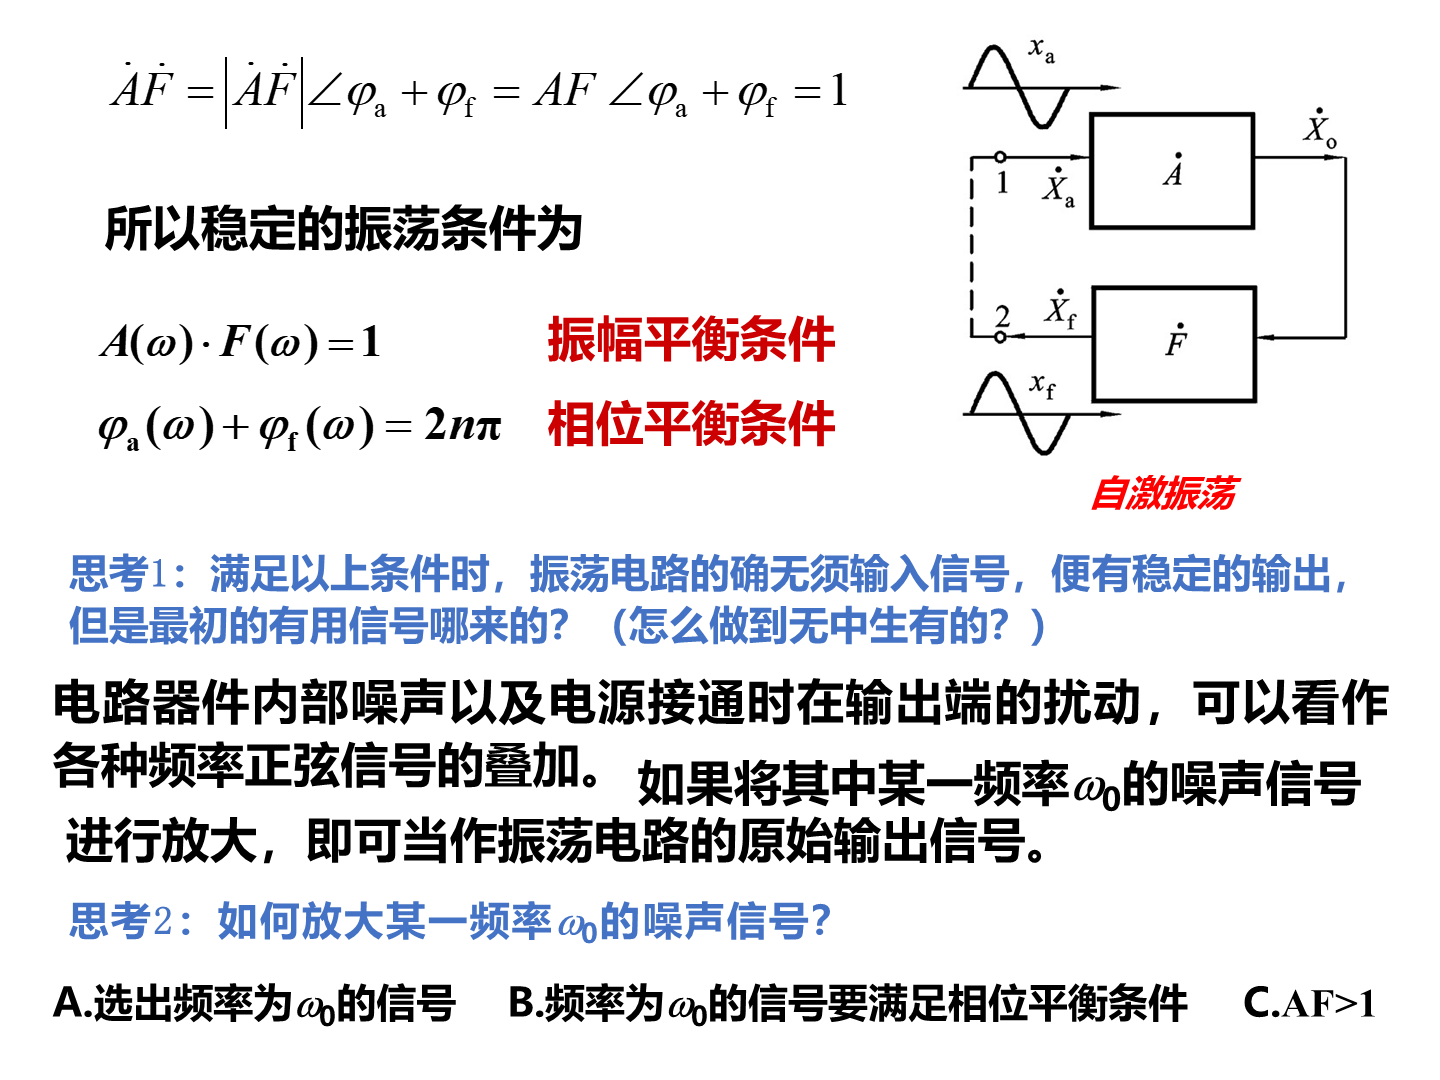 ȦḞ = |ȦḞ|∠φa + φf = AF ∠φa + φf = 1
所以稳定的振荡条件为
A(ω)·F(ω)=1 振幅平衡条件
φa(ω)+φf(ω)=2nπ 相位平衡条件
xa
Ẋo
Ȧ
1
Ẋa
2
Ẋf
Ḟ
xf
自激振荡
思考1：满足以上条件时，振荡电路的确无须输入信号，便有稳定的输出，
但是最初的有用信号哪来的？（怎么做到无中生有的？）
电路器件内部噪声以及电源接通时在输出端的扰动，可以看作
各种频率正弦信号的叠加。
如果将其中某一频率ω0的噪声信号
进行放大，即可当作振荡电路的原始输出信号。
思考2：如何放大某一频率ω0的噪声信号？
A.选出频率为ω0的信号 B.频率为ω0的信号要满足相位平衡条件 C.AF>1